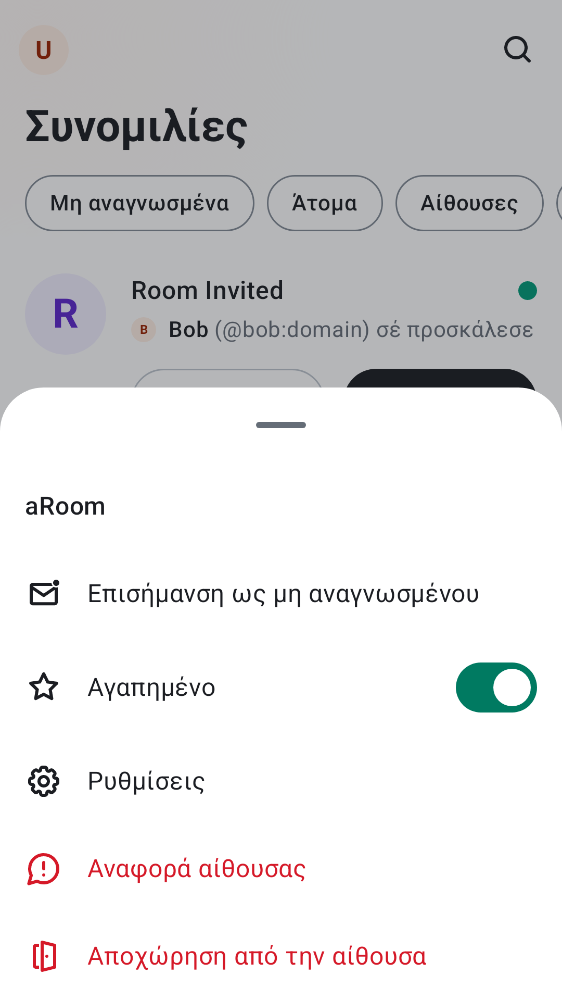 U
Συνομιλίες
Μη αναγνωσμένα Άτομα Αίθουσες
R
Room Invited
B Bob (@bob:domain) σέ προσκάλεσε
aRoom
Επισήμανση ως μη αναγνωσμένου
Αγαπημένο
Ρυθμίσεις
Αναφορά αίθουσας
Αποχώρηση από την αίθουσα